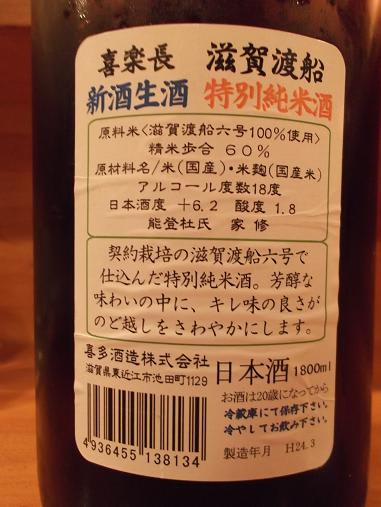 喜楽長 滋賀渡船
新酒生酒 特別純米酒
原料米〈滋賀渡船六号100%使用〉
精米歩合 60%
原材料名/米(国産)・米麹(国産米)
アルコール度数18度
日本酒度 +6.2 酸度 1.8
能登杜氏 家修
契約栽培の滋賀渡船六号で
仕込んだ特別純米酒。芳醇な
味わいの中に、キレ味の良さが
のど越しをさわやかにします。
喜多酒造株式会社
滋賀県東近江市池田町1129
日本酒 1800ml
お酒は20歳になってから
冷蔵庫にて保存下さい。
冷やしてお飲み下さい。
4936455 138134
製造年月 H24.3